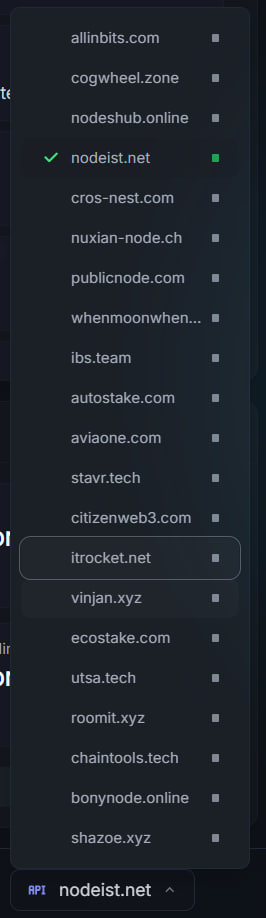 allinbits.com
cogwheel.zone
nodeshub.online
nodeist.net
cros-nest.com
nuxian-node.ch
publicnode.com
whenmoonwhen...
ibs.team
autostake.com
aviaone.com
stavr.tech
citizenweb3.com
itrocket.net
vinjan.xyz
ecostake.com
utsa.tech
roomit.xyz
chaintools.tech
bonynode.online
shazoe.xyz
API nodeist.net